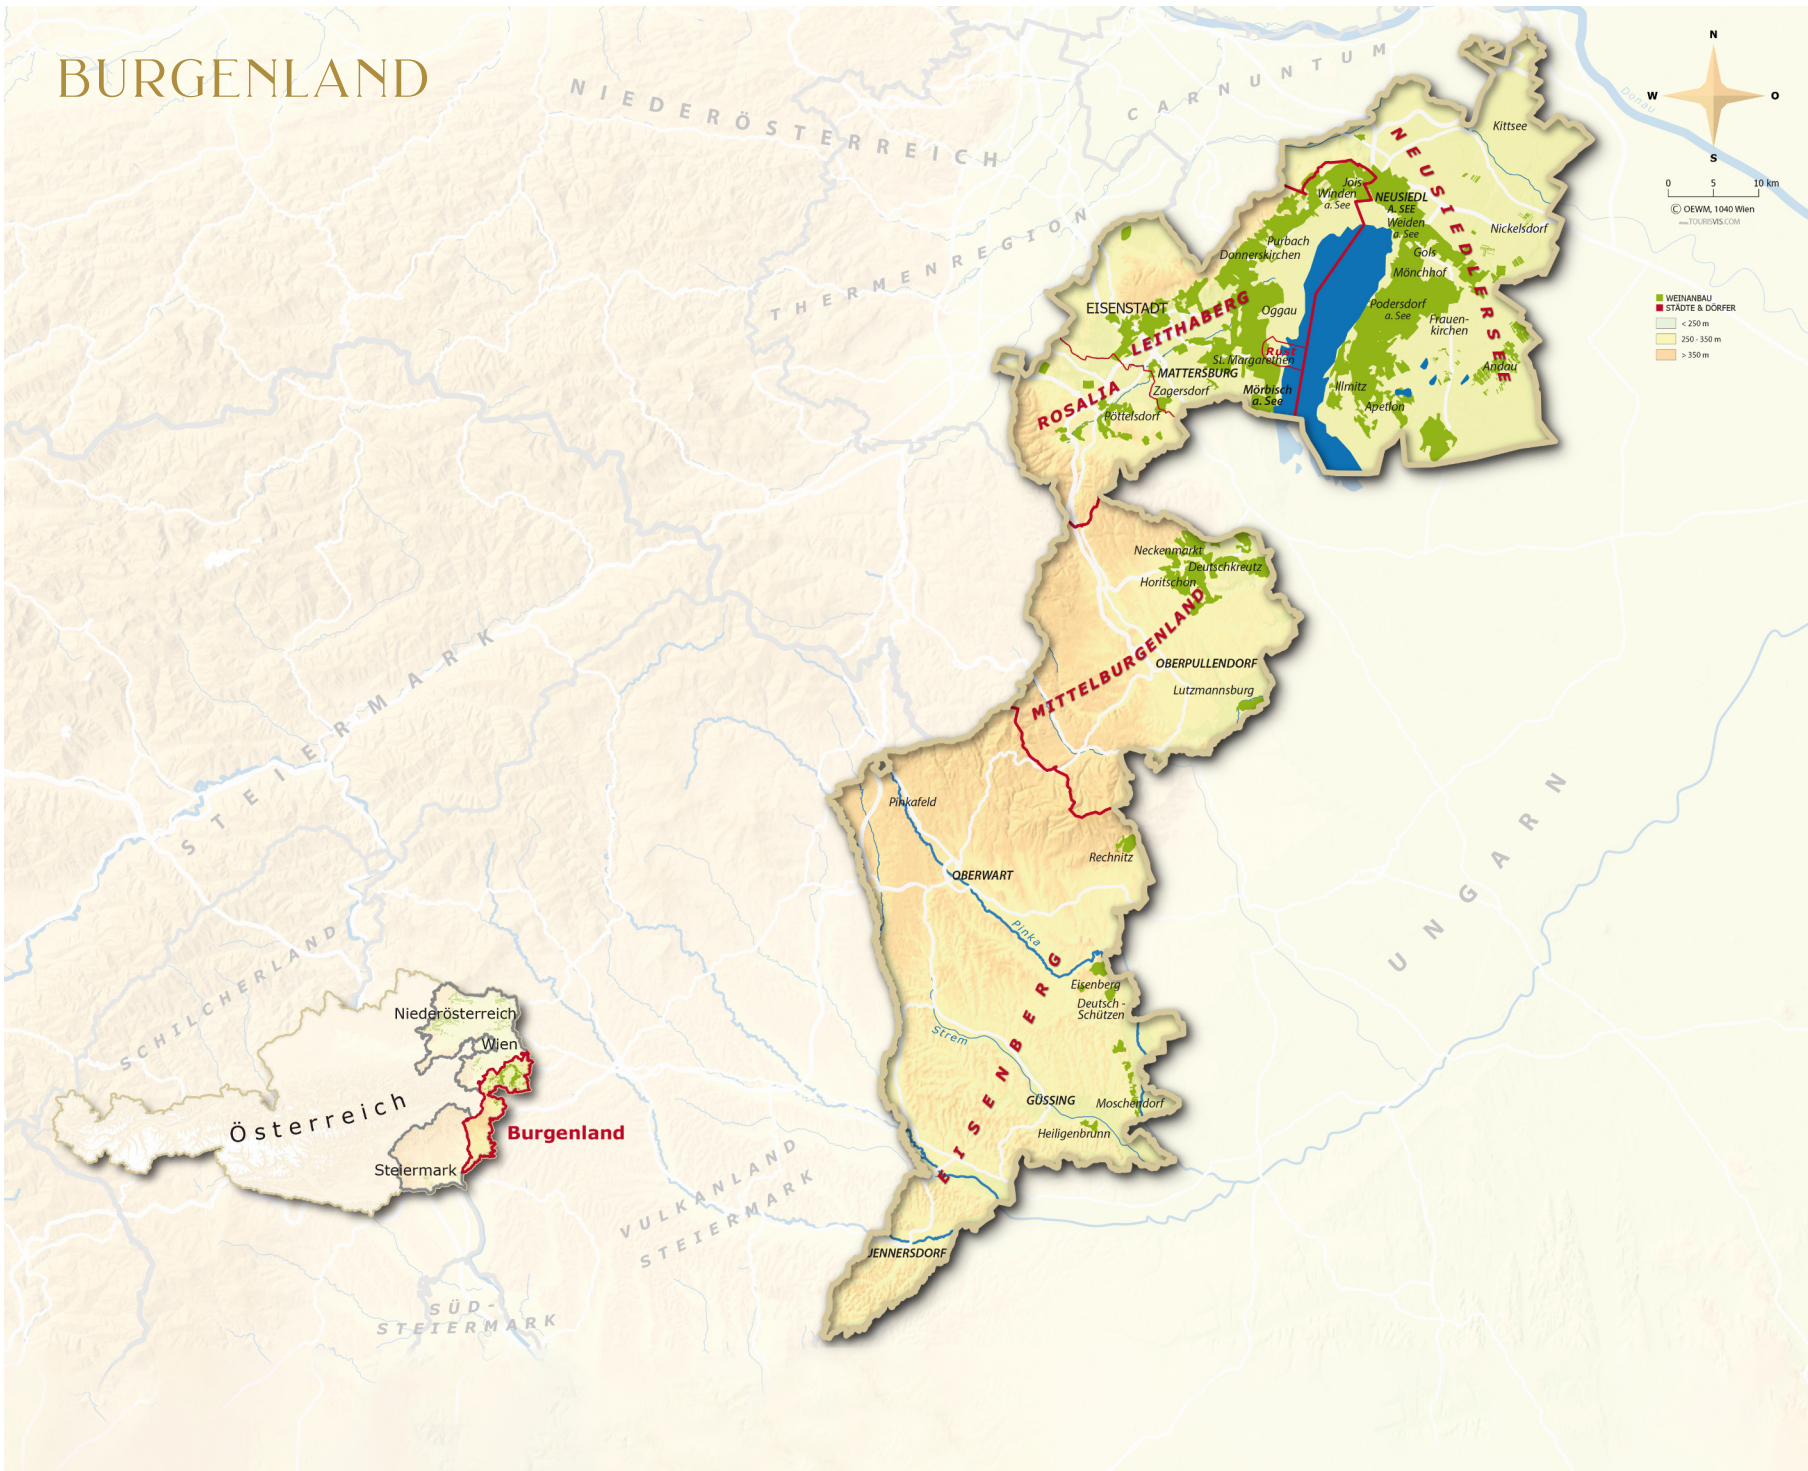 BURGENLAND
NIEDERÖSTERREICH
CARNUNTUM
THERMENREGION
Donau
N
W
O
S
0 5 10 km
© OEWM, 1040 Wien
www.TOURISVIS.COM
WEINANBAU
STÄDTE & DÖRFER
< 250 m
250 - 350 m
> 350 m
Kittsee
NEUSIEDLERSEE
Jois
Winden
a. See
NEUSIEDL
A. SEE
Weiden
a. See
Nickelsdorf
Purbach
Donnerskirchen
Gols
Mönchhof
EISENSTADT
LEITHABERG
Oggau
Podersdorf
a. See
Frauen-
kirchen
Rust
St. Margarethen
MATTERSBURG
Andau
Zagersdorf
Mörbisch
a. See
Illmitz
Apetlon
ROSALIA
Pöttelsdorf
Neckenmarkt
Deutschkreutz
Horitschon
MITTELBURGENLAND
OBERPULLENDORF
Lutzmannsburg
STEIERMARK
UNGARN
Pinkafeld
Rechnitz
OBERWART
Pinka
EISENBERG
Eisenberg
Deutsch -
Schützen
Strem
GÜSSING
Moschendorf
Heiligenbrunn
JENNERSDORF
SCHILCHERLAND
Niederösterreich
Wien
Österreich
Burgenland
Steiermark
VULKANLAND
STEIERMARK
SÜD-
STEIERMARK